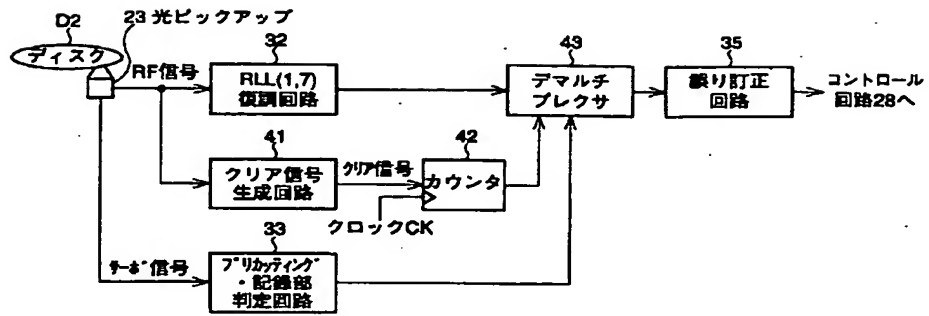 D2
23 光ピックアップ
ディスク
RF信号
32
RLL(1,7)
復調回路
43
デマルチ
プレクサ
35
誤り訂正
回路
コントロール
回路28へ
41
クリア信号
生成回路
クリア信号
42
カウンタ
クロックCK
33
サーボ信号
プリカッティング
・記録部
判定回路